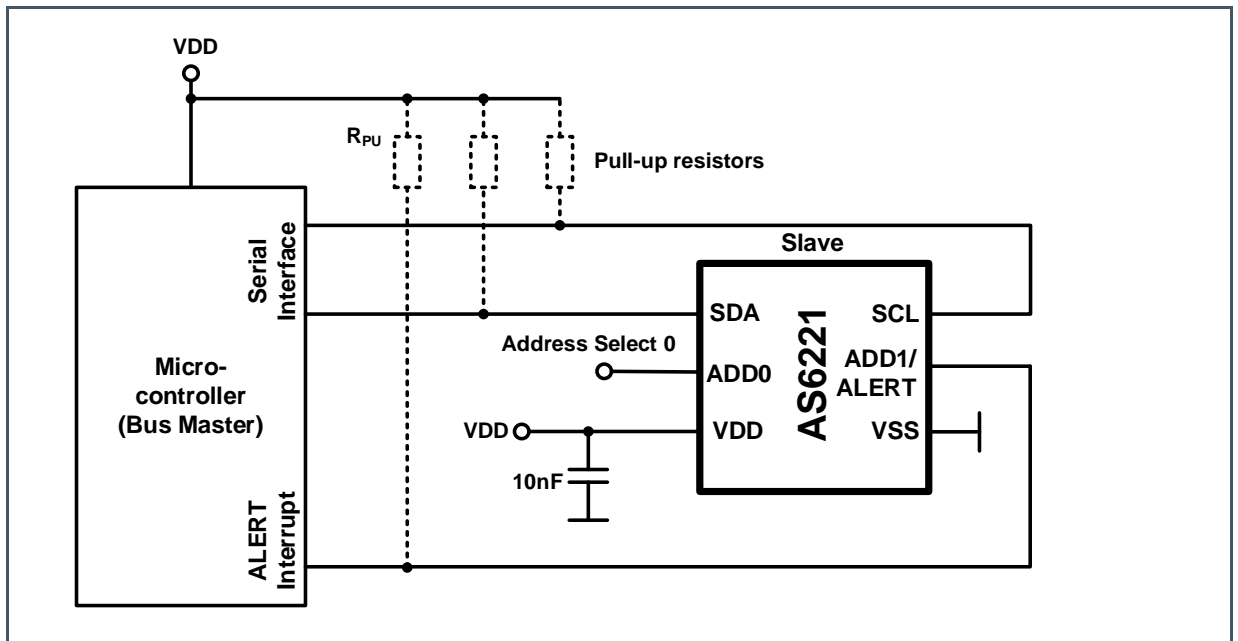 VDD
R_PU
Pull-up resistors
Serial
Interface
Slave
SDA
SCL
Address Select 0
ADD0
ADD1/
ALERT
AS6221
Micro-
controller
(Bus Master)
VDD
VDD
VSS
10nF
ALERT
Interrupt